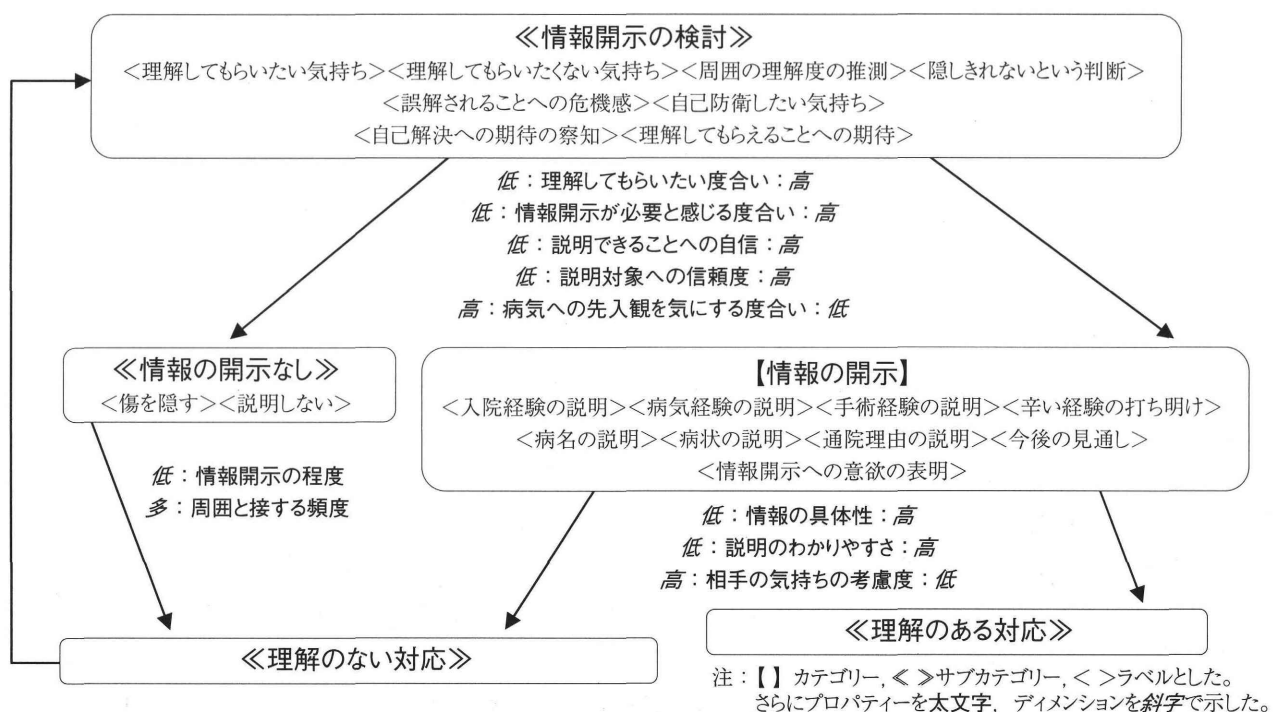 ≪情報開示の検討≫
<理解してもらいたい気持ち><理解してもらいたくない気持ち><周囲の理解度の推測><隠しきれないという判断>
<誤解されることへの危機感><自己防衛したい気持ち>
<自己解決への期待の察知><理解してもらえることへの期待>
低：理解してもらいたい度合い：高
低：情報開示が必要と感じる度合い：高
低：説明できることへの自信：高
低：説明対象への信頼度：高
高：病気への先入観を気にする度合い：低
≪情報の開示なし≫
<傷を隠す><説明しない>
【情報の開示】
<入院経験の説明><病気経験の説明><手術経験の説明><辛い経験の打ち明け>
<病名の説明><病状の説明><通院理由の説明><今後の見通し>
<情報開示への意欲の表明>
低：情報開示の程度
多：周囲と接する頻度
低：情報の具体性：高
低：説明のわかりやすさ：高
高：相手の気持ちの考慮度：低
≪理解のない対応≫
≪理解のある対応≫
注：【 】カテゴリー，≪ ≫サブカテゴリー，< >ラベルとした。
さらにプロパティーを太文字，ディメンションを斜字で示した。